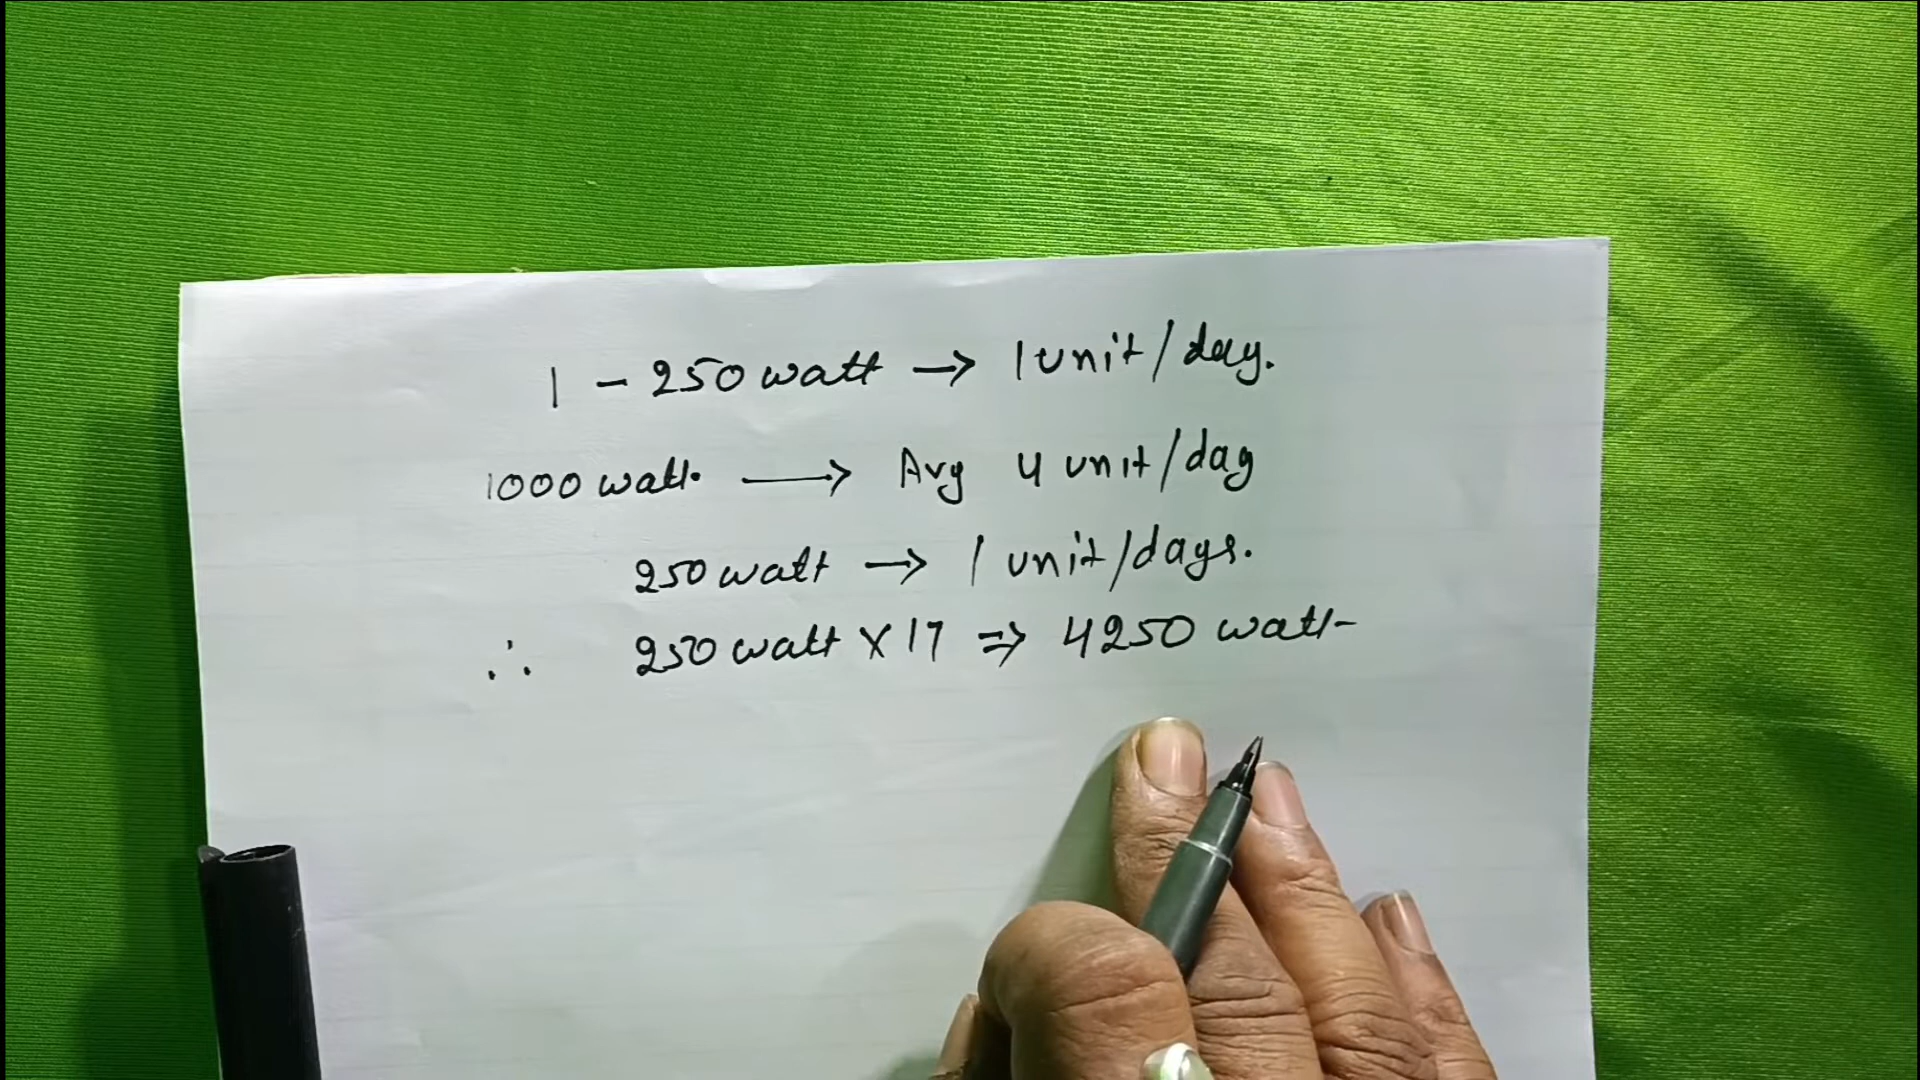 1 - 250 watt → 1 unit/day.
1000 watt. → Avg 4 unit/day
250 watt → 1 unit/days.
∴ 250 watt × 17 ⇒ 4250 watt